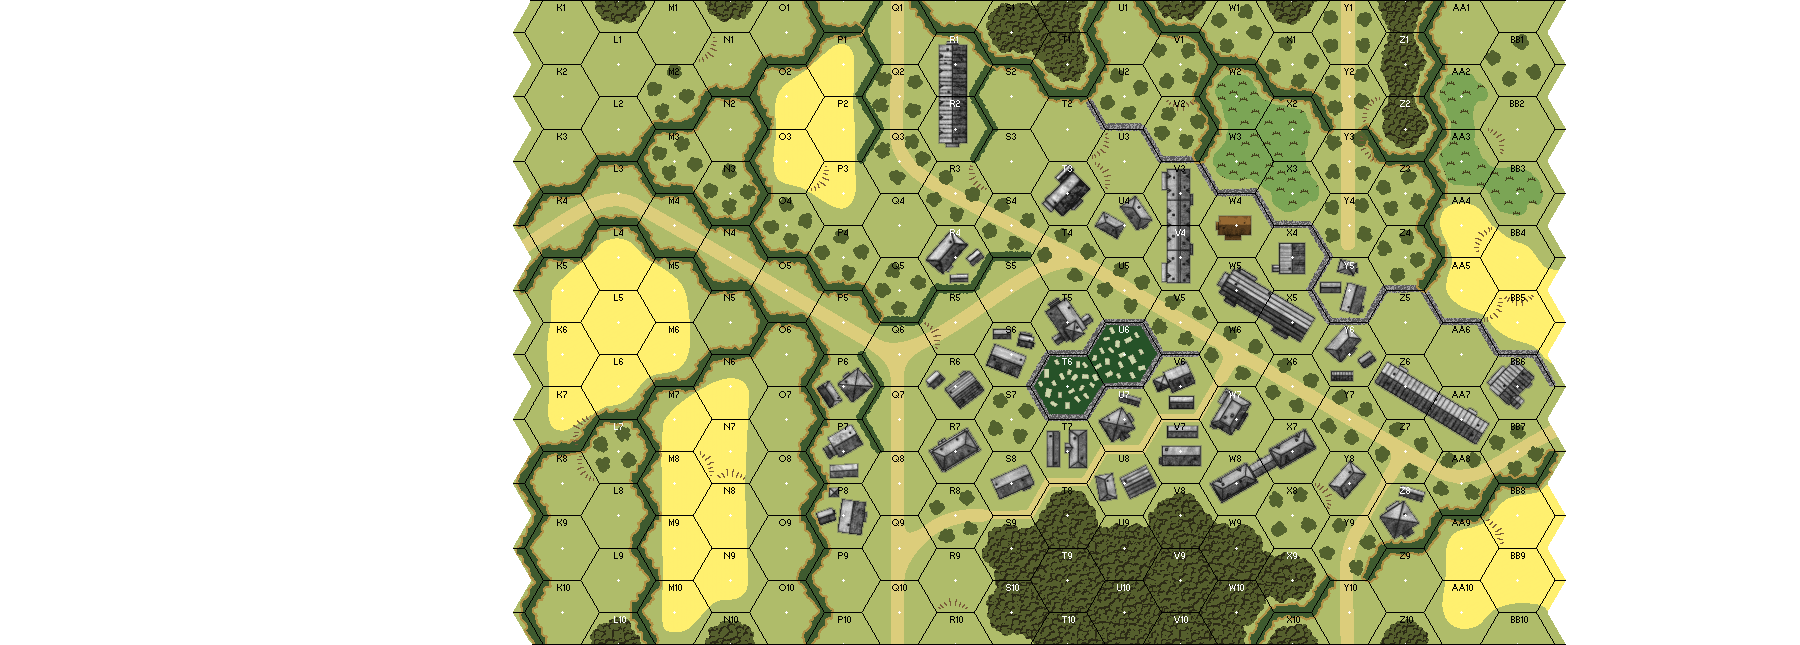 K1 M1 O1 Q1 S1 U1 W1 Y1 AA1
L1 N1 P1 R1 T1 V1 X1 Z1 BB1
K2 M2 O2 Q2 S2 U2 W2 Y2 AA2
L2 N2 P2 R2 T2 V2 X2 Z2 BB2
K3 M3 O3 Q3 S3 U3 W3 Y3 AA3
L3 N3 P3 R3 T3 V3 X3 Z3 BB3
K4 M4 O4 Q4 S4 U4 W4 Y4 AA4
L4 N4 P4 R4 T4 V4 X4 Z4 BB4
K5 M5 O5 Q5 S5 U5 W5 Y5 AA5
L5 N5 P5 R5 T5 V5 X5 Z5 BB5
K6 M6 O6 Q6 S6 U6 W6 Y6 AA6
L6 N6 P6 R6 T6 V6 X6 Z6 BB6
K7 M7 Q7 S7 U7 W7 AA7
L7 N7 P7 R7 T7 V7 X7 Z7 BB7
K8 M8 O8 Q8 S8 U8 W8 Y8 AA8
L8 N8 P8 R8 T8 V8 X8 Z8 BB8
K9 M9 O9 Q9 S9 U9 W9 Y9 AA9
L9 N9 P9 R9 T9 V9 X9 Z9 BB9
K10 M10 O10 Q10 S10 U10 W10 Y10 AA10
L10 N10 P10 R10 T10 V10 X10 Z10 BB10